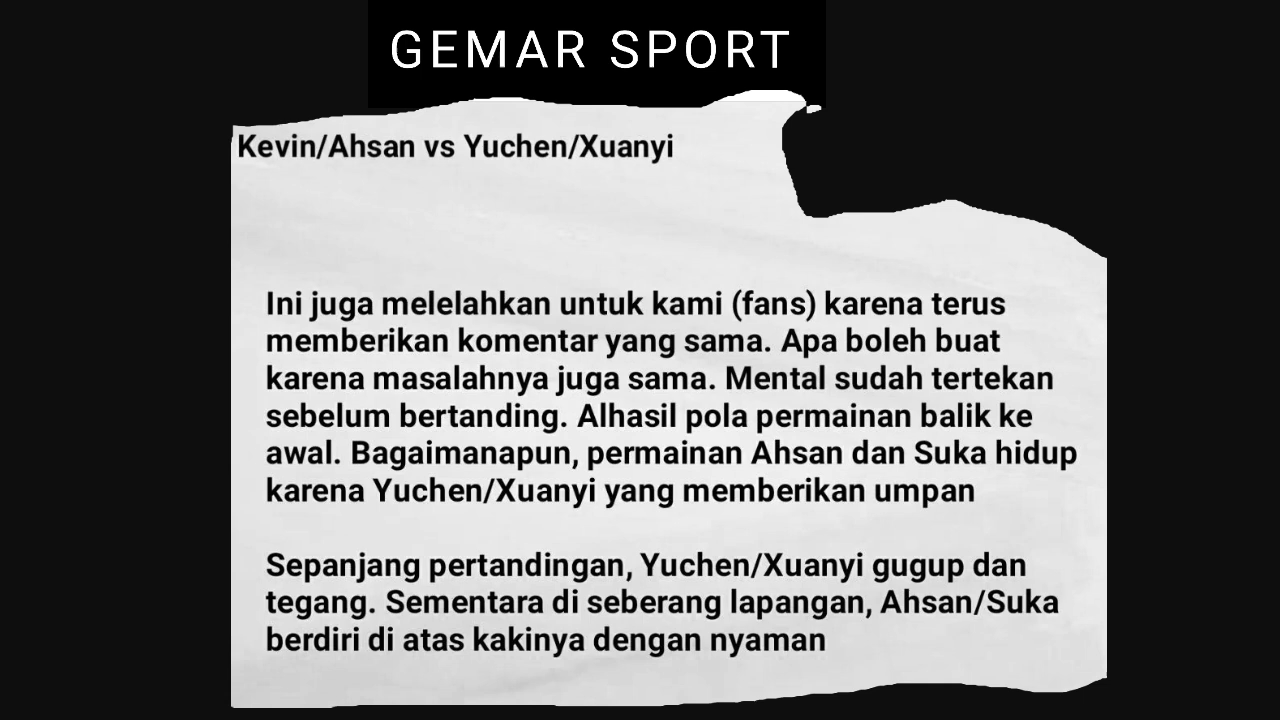 GEMAR SPORT
Kevin/Ahsan vs Yuchen/Xuanyi
Ini juga melelahkan untuk kami (fans) karena terus
memberikan komentar yang sama. Apa boleh buat
karena masalahnya juga sama. Mental sudah tertekan
sebelum bertanding. Alhasil pola permainan balik ke
awal. Bagaimanapun, permainan Ahsan dan Suka hidup
karena Yuchen/Xuanyi yang memberikan umpan
Sepanjang pertandingan, Yuchen/Xuanyi gugup dan
tegang. Sementara di seberang lapangan, Ahsan/Suka
berdiri di atas kakinya dengan nyaman